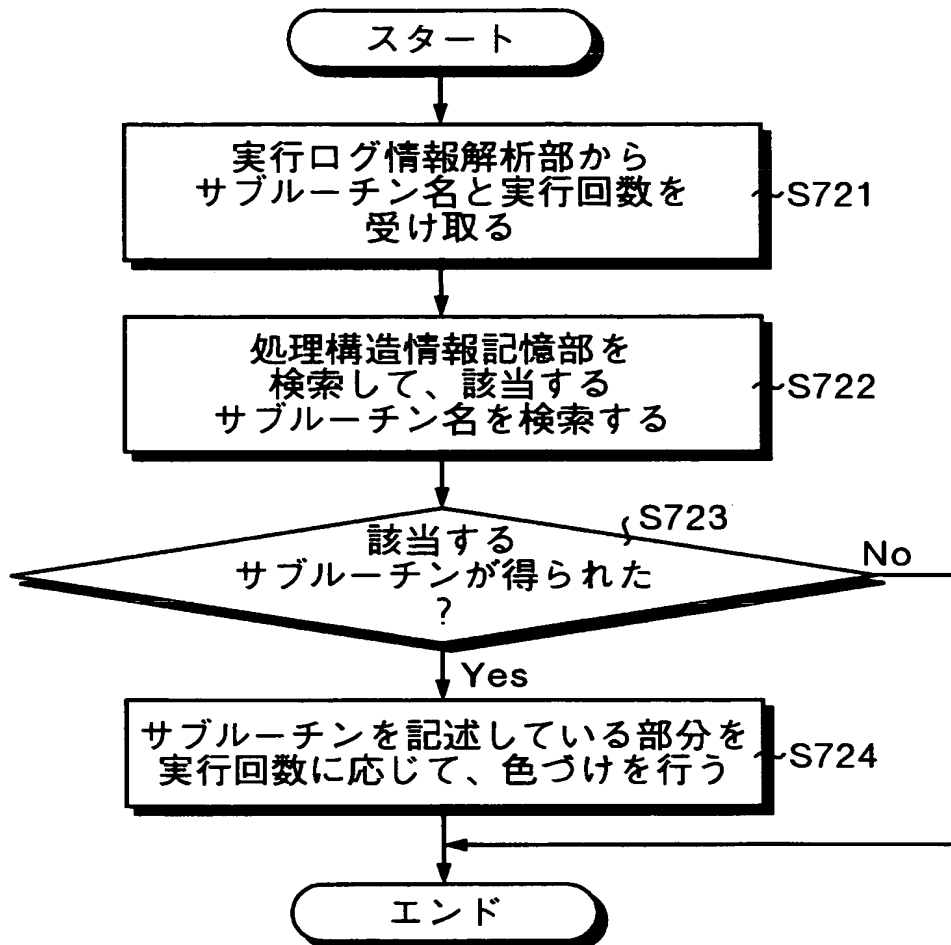 スタート
実行ログ情報解析部から
サブルーチン名と実行回数を
受け取る
S721
処理構造情報記憶部を
検索して、該当する
サブルーチン名を検索する
S722
S723
該当する
サブルーチンが得られた
?
No
Yes
サブルーチンを記述している部分を
実行回数に応じて、色づけを行う
S724
エンド